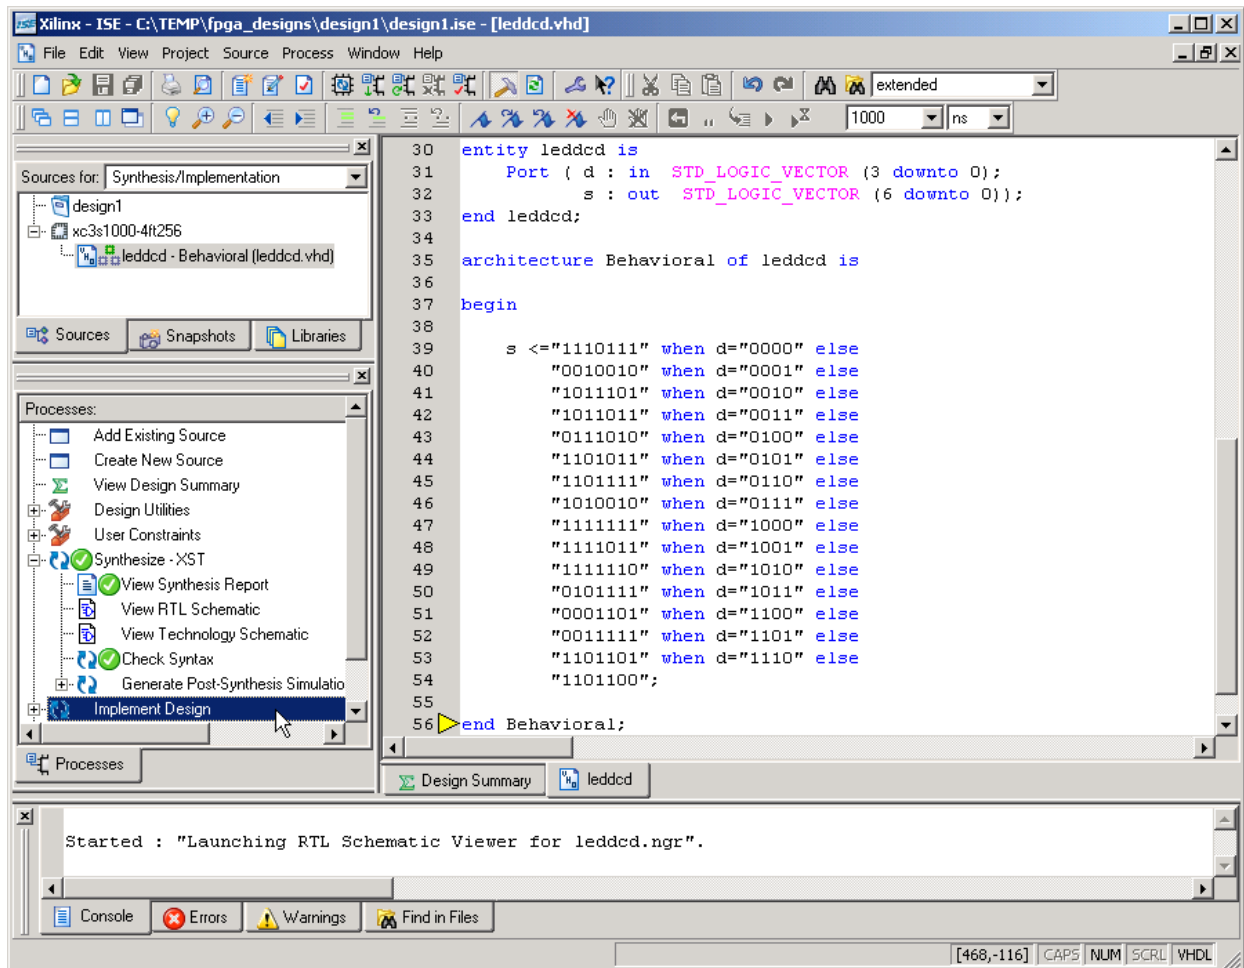 Xilinx - ISE - C:\TEMP\fpga_designs\design1\design1.ise - [leddcd.vhd]
File Edit View Project Source Process Window Help
extended
1000 ns
Sources for: Synthesis/Implementation
design1
xc3s1000-4ft256
leddcd - Behavioral (leddcd.vhd)
Sources Snapshots Libraries
Processes:
Add Existing Source
Create New Source
View Design Summary
Design Utilities
User Constraints
Synthesize - XST
View Synthesis Report
View RTL Schematic
View Technology Schematic
Check Syntax
Generate Post-Synthesis Simulatio
Implement Design
Processes
30 entity leddcd is
31 Port ( d : in STD_LOGIC_VECTOR (3 downto 0);
32 s : out STD_LOGIC_VECTOR (6 downto 0));
33 end leddcd;
34
35 architecture Behavioral of leddcd is
36
37 begin
38
39 s <="1110111" when d="0000" else
40 "0010010" when d="0001" else
41 "1011101" when d="0010" else
42 "1011011" when d="0011" else
43 "0111010" when d="0100" else
44 "1101011" when d="0101" else
45 "1101111" when d="0110" else
46 "1010010" when d="0111" else
47 "1111111" when d="1000" else
48 "1111011" when d="1001" else
49 "1111110" when d="1010" else
50 "0101111" when d="1011" else
51 "0001101" when d="1100" else
52 "0011111" when d="1101" else
53 "1101101" when d="1110" else
54 "1101100";
55
56 end Behavioral;
Design Summary leddcd
Started : "Launching RTL Schematic Viewer for leddcd.ngr".
Console Errors Warnings Find in Files
[468,-116] CAPS NUM SCRL VHDL